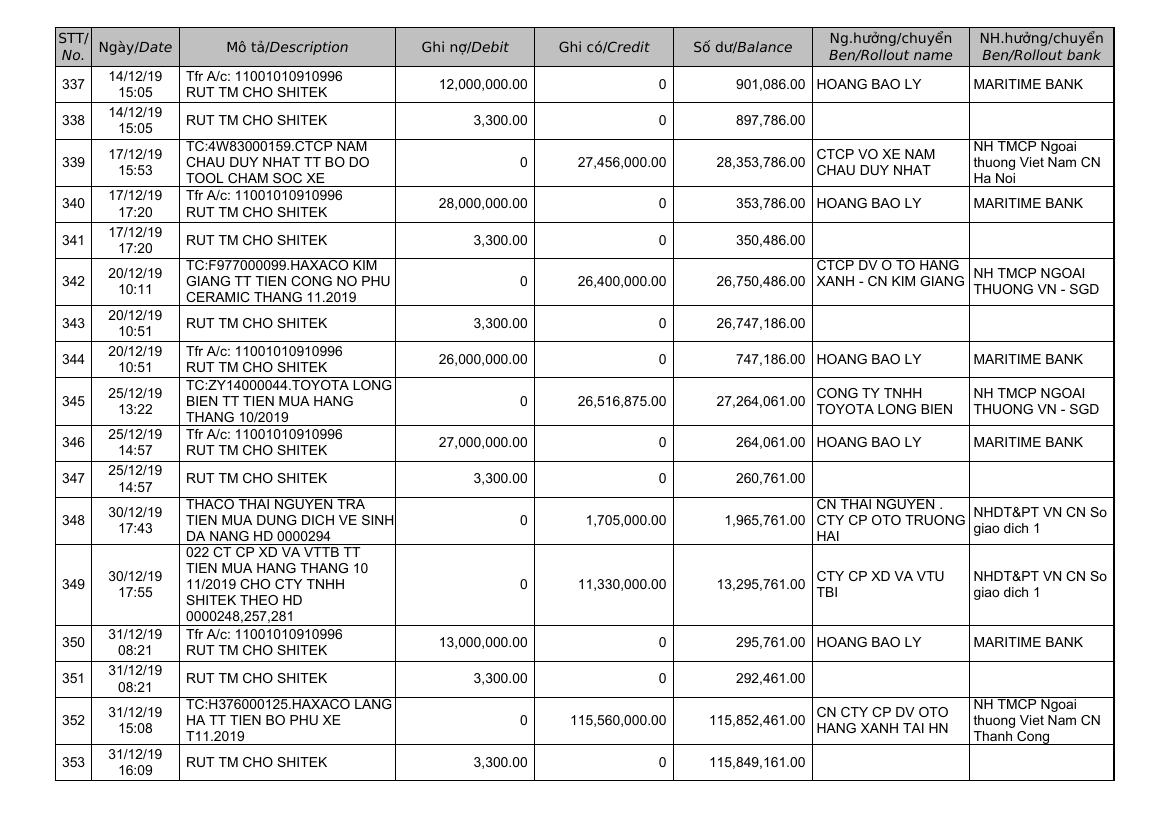 STT/ Ngày/Date Mô tả/Description Ghi nợ/Debit Ghi có/Credit Số dư/Balance Ng.hưởng/chuyển NH.hưởng/chuyển
No. Ben/Rollout name Ben/Rollout bank
337 14/12/19 Tfr A/c: 11001010910996 12,000,000.00 0 901,086.00 HOANG BAO LY MARITIME BANK
15:05 RUT TM CHO SHITEK
338 14/12/19 RUT TM CHO SHITEK 3,300.00 0 897,786.00
15:05
TC:4W83000159.CTCP NAM NH TMCP Ngoai
339 17/12/19 CHAU DUY NHAT TT BO DO 0 27,456,000.00 28,353,786.00 CTCP VO XE NAM thuong Viet Nam CN
15:53 TOOL CHAM SOC XE CHAU DUY NHAT Ha Noi
340 17/12/19 Tfr A/c: 11001010910996 28,000,000.00 0 353,786.00 HOANG BAO LY MARITIME BANK
17:20 RUT TM CHO SHITEK
341 17/12/19 RUT TM CHO SHITEK 3,300.00 0 350,486.00
17:20
TC:F977000099.HAXACO KIM CTCP DV O TO HANG
342 20/12/19 GIANG TT TIEN CONG NO PHU 0 26,400,000.00 26,750,486.00 XANH - CN KIM GIANG NH TMCP NGOAI
10:11 CERAMIC THANG 11.2019 THUONG VN - SGD
343 20/12/19 RUT TM CHO SHITEK 3,300.00 0 26,747,186.00
10:51
344 20/12/19 Tfr A/c: 11001010910996 26,000,000.00 0 747,186.00 HOANG BAO LY MARITIME BANK
10:51 RUT TM CHO SHITEK
TC:ZY14000044.TOYOTA LONG
345 25/12/19 BIEN TT TIEN MUA HANG 0 26,516,875.00 27,264,061.00 CONG TY TNHH NH TMCP NGOAI
13:22 THANG 10/2019 TOYOTA LONG BIEN THUONG VN - SGD
346 25/12/19 Tfr A/c: 11001010910996 27,000,000.00 0 264,061.00 HOANG BAO LY MARITIME BANK
14:57 RUT TM CHO SHITEK
347 25/12/19 RUT TM CHO SHITEK 3,300.00 0 260,761.00
14:57
THACO THAI NGUYEN TRA CN THAI NGUYEN .
348 30/12/19 TIEN MUA DUNG DICH VE SINH 0 1,705,000.00 1,965,761.00 CTY CP OTO TRUONG NHDT&PT VN CN So
17:43 DA NANG HD 0000294 HAI giao dich 1
022 CT CP XD VA VTTB TT
TIEN MUA HANG THANG 10
349 30/12/19 11/2019 CHO CTY TNHH 0 11,330,000.00 13,295,761.00 CTY CP XD VA VTU NHDT&PT VN CN So
17:55 SHITEK THEO HD TBI giao dich 1
0000248,257,281
350 31/12/19 Tfr A/c: 11001010910996 13,000,000.00 0 295,761.00 HOANG BAO LY MARITIME BANK
08:21 RUT TM CHO SHITEK
351 31/12/19 RUT TM CHO SHITEK 3,300.00 0 292,461.00
08:21
TC:H376000125.HAXACO LANG NH TMCP Ngoai
352 31/12/19 HA TT TIEN BO PHU XE 0 115,560,000.00 115,852,461.00 CN CTY CP DV OTO thuong Viet Nam CN
15:08 T11.2019 HANG XANH TAI HN Thanh Cong
353 31/12/19 RUT TM CHO SHITEK 3,300.00 0 115,849,161.00
16:09